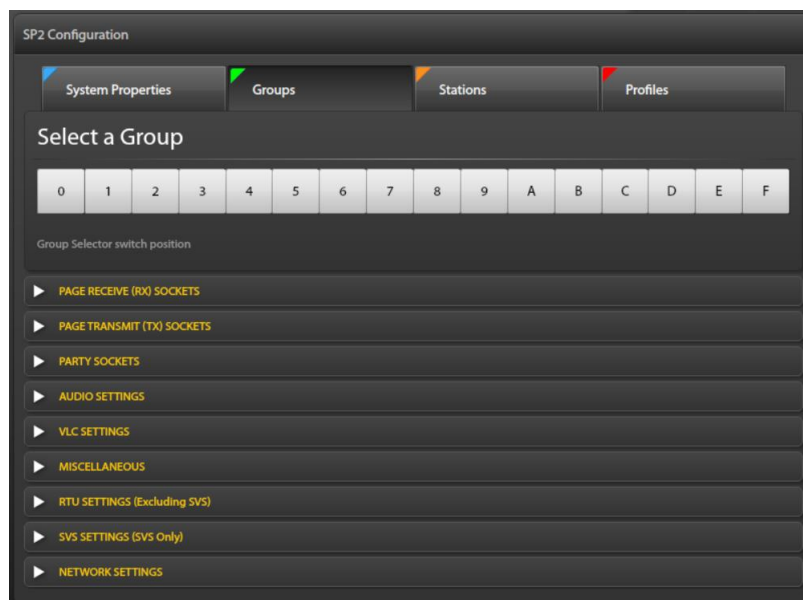 SP2 Configuration
System Properties Groups Stations Profiles
Select a Group
0 1 2 3 4 5 6 7 8 9 A B C D E F
Group Selector switch position
PAGE RECEIVE (RX) SOCKETS
PAGE TRANSMIT (TX) SOCKETS
PARTY SOCKETS
AUDIO SETTINGS
VLC SETTINGS
MISCELLANEOUS
RTU SETTINGS (Excluding SVS)
SVS SETTINGS (SVS Only)
NETWORK SETTINGS